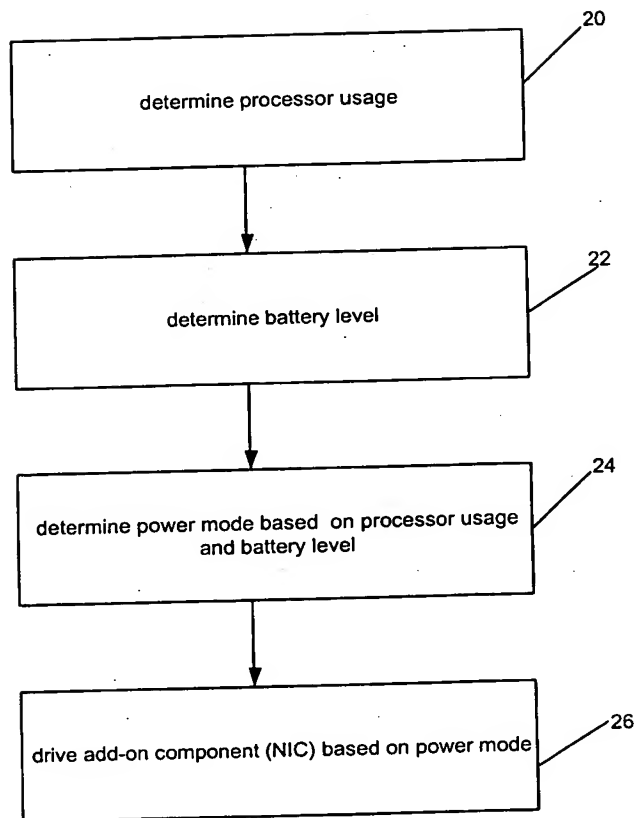 20
determine processor usage
22
determine battery level
24
determine power mode based on processor usage
and battery level
26
drive add-on component (NIC) based on power mode